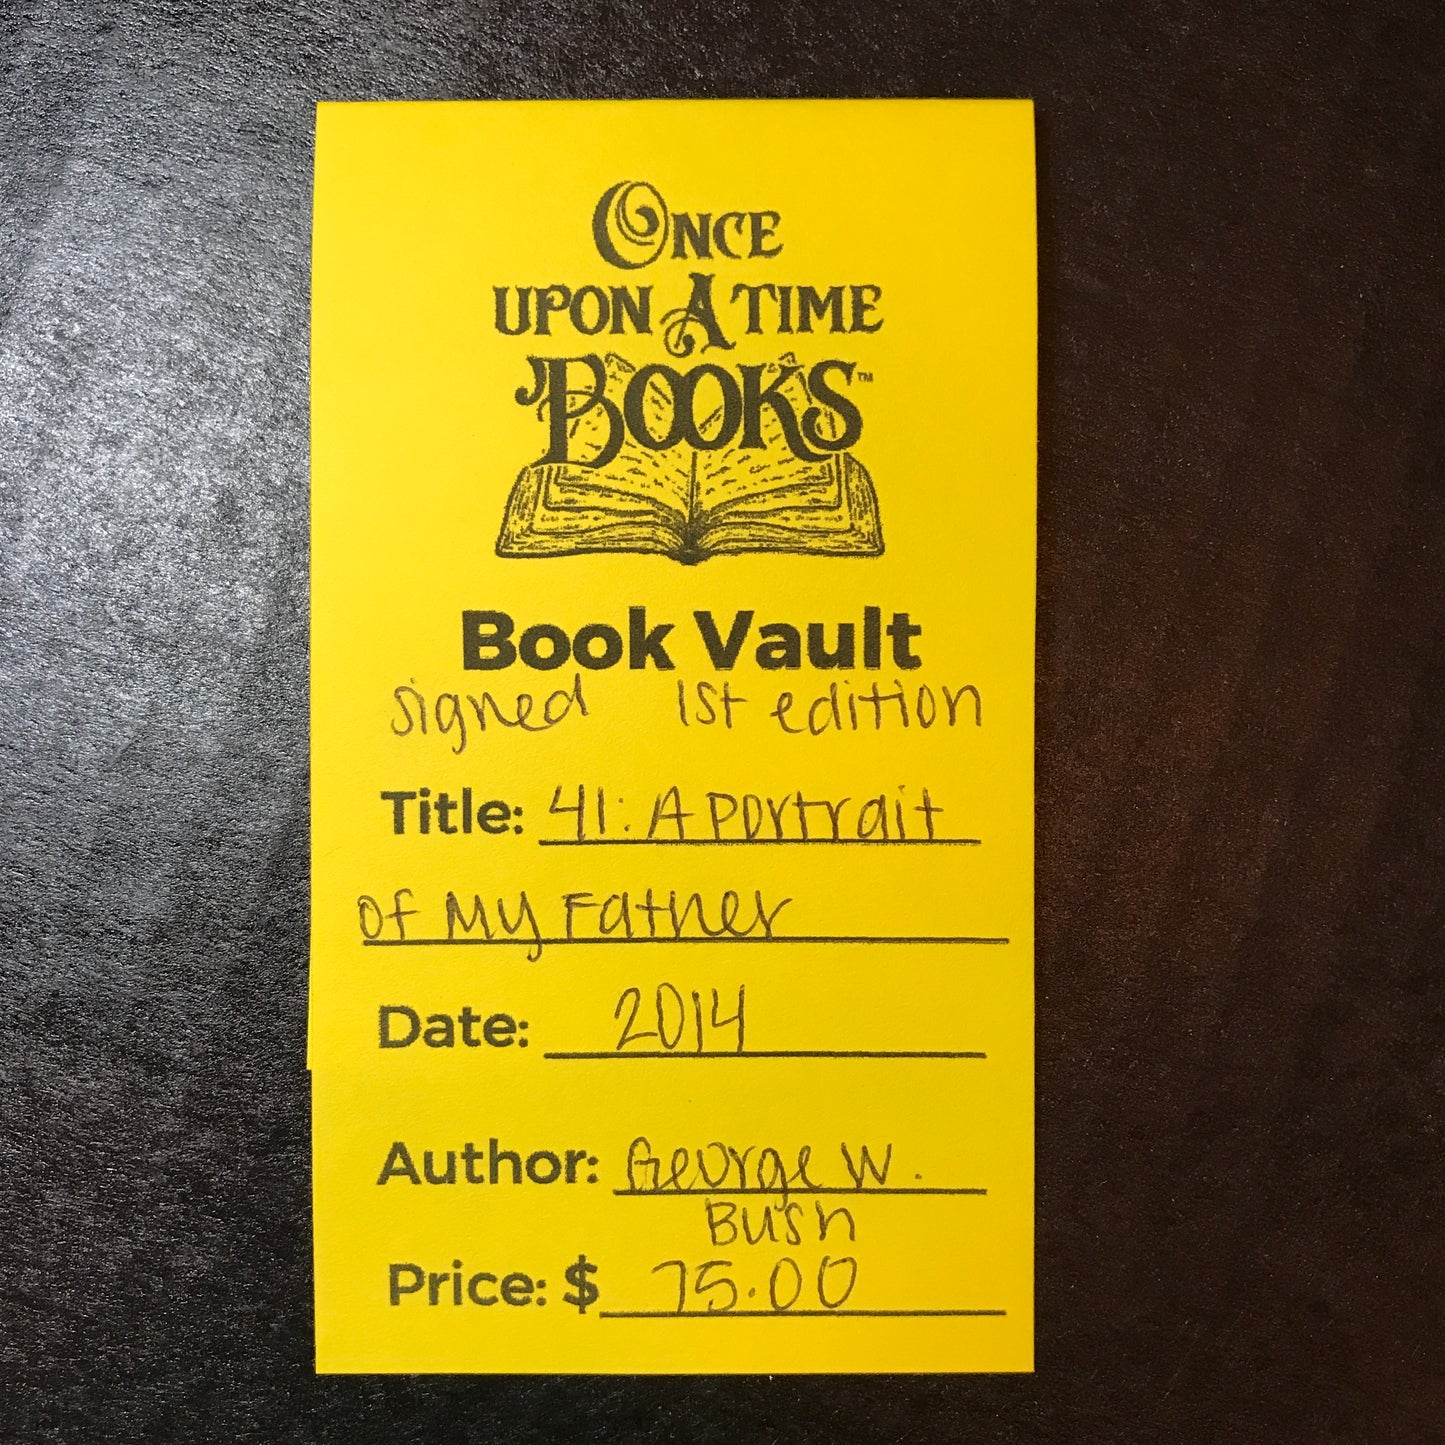 ONCE
UPON A TIME
BOOKS™
Book Vault
signed 1st edition
Title: 41: A Portrait
of My Father
Date: 2014
Author: George W.
Bush
Price: $ 75.00